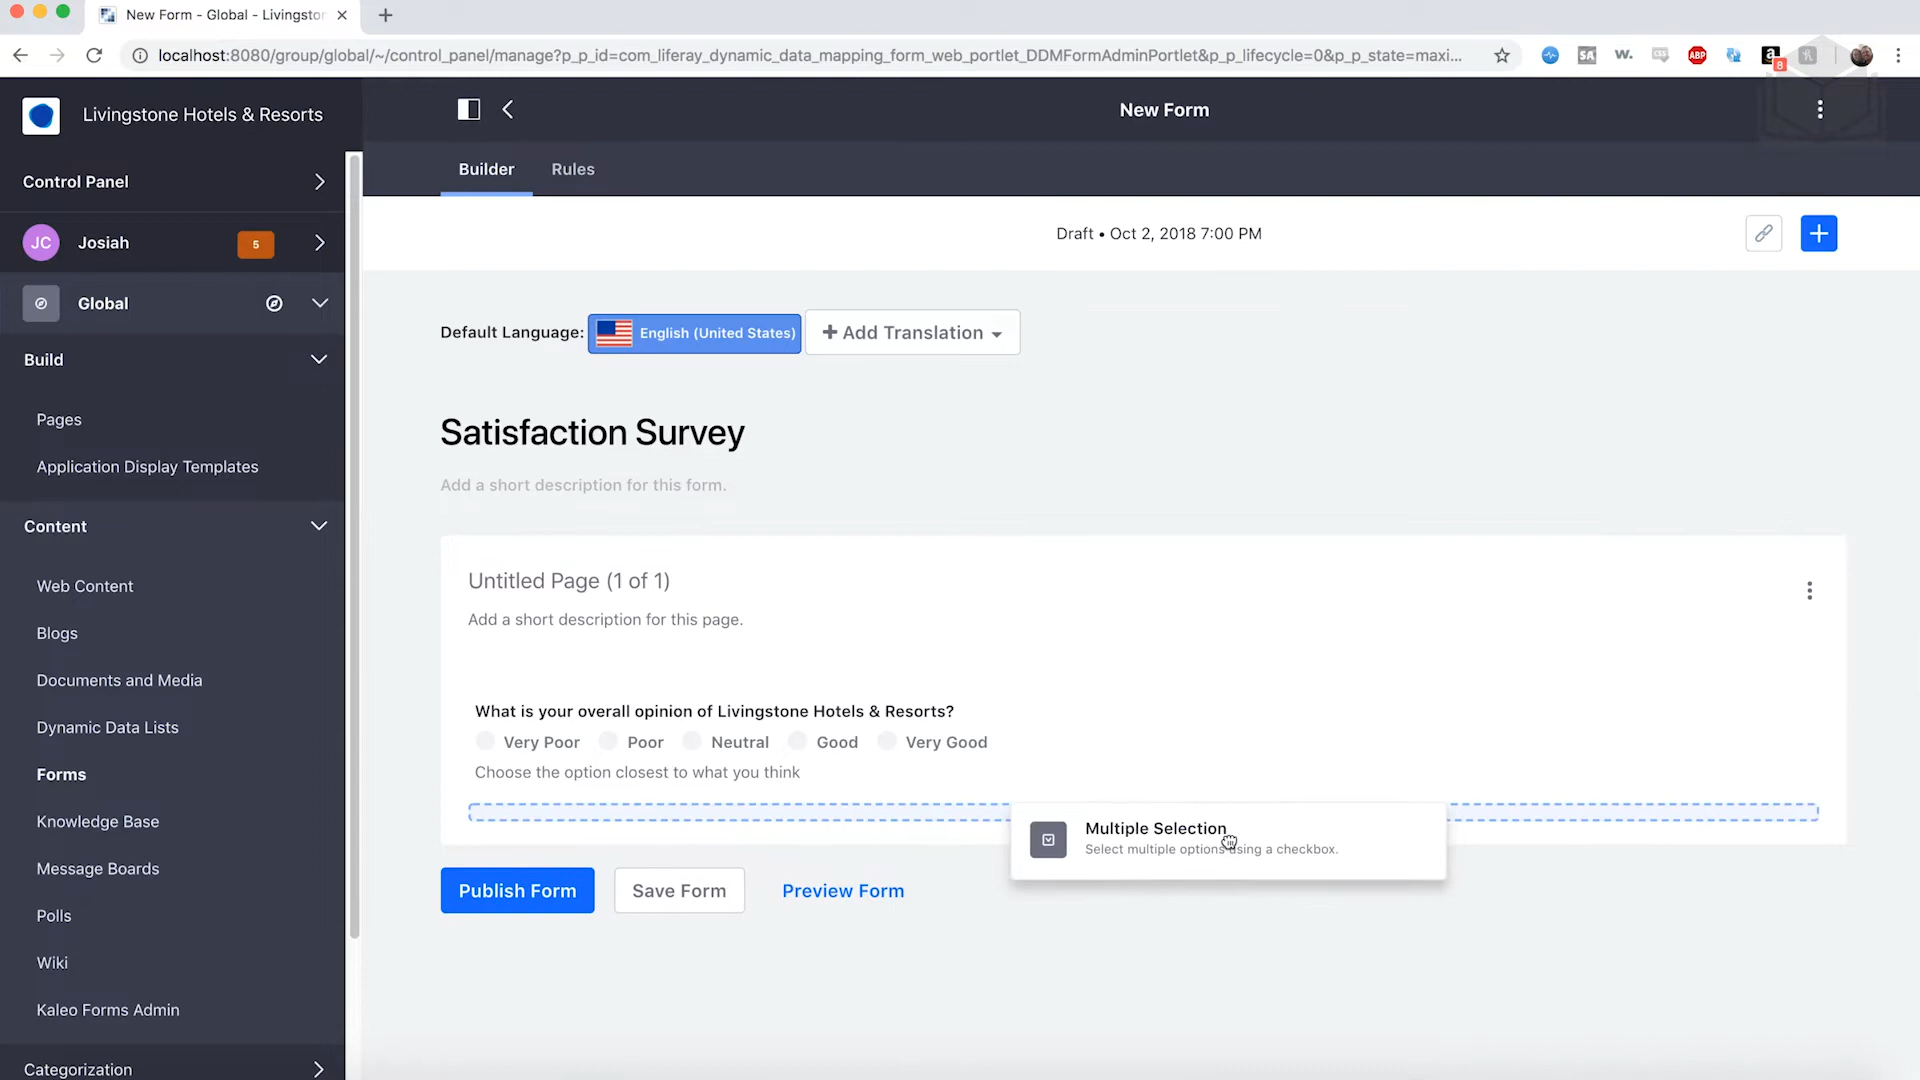 New Form - Global - Livingston
localhost:8080/group/global/~/control_panel/manage?p_p_id=com_liferay_dynamic_data_mapping_form_web_portlet_DDMFormAdminPortlet&p_p_lifecycle=0&p_p_state=maxi...
SA
W.
CSS
ABP
a
8
Livingstone Hotels & Resorts
New Form
Builder
Rules
Control Panel
JC
Josiah
5
Draft • Oct 2, 2018 7:00 PM
Global
Default Language:
English (United States)
Add Translation
Build
Pages
Application Display Templates
Satisfaction Survey
Add a short description for this form.
Content
Web Content
Blogs
Documents and Media
Dynamic Data Lists
Forms
Knowledge Base
Message Boards
Polls
Wiki
Kaleo Forms Admin
Categorization
Untitled Page (1 of 1)
Add a short description for this page.
What is your overall opinion of Livingstone Hotels & Resorts?
Very Poor Poor Neutral Good Very Good
Choose the option closest to what you think
Multiple Selection
Select multiple options using a checkbox.
Publish Form
Save Form
Preview Form